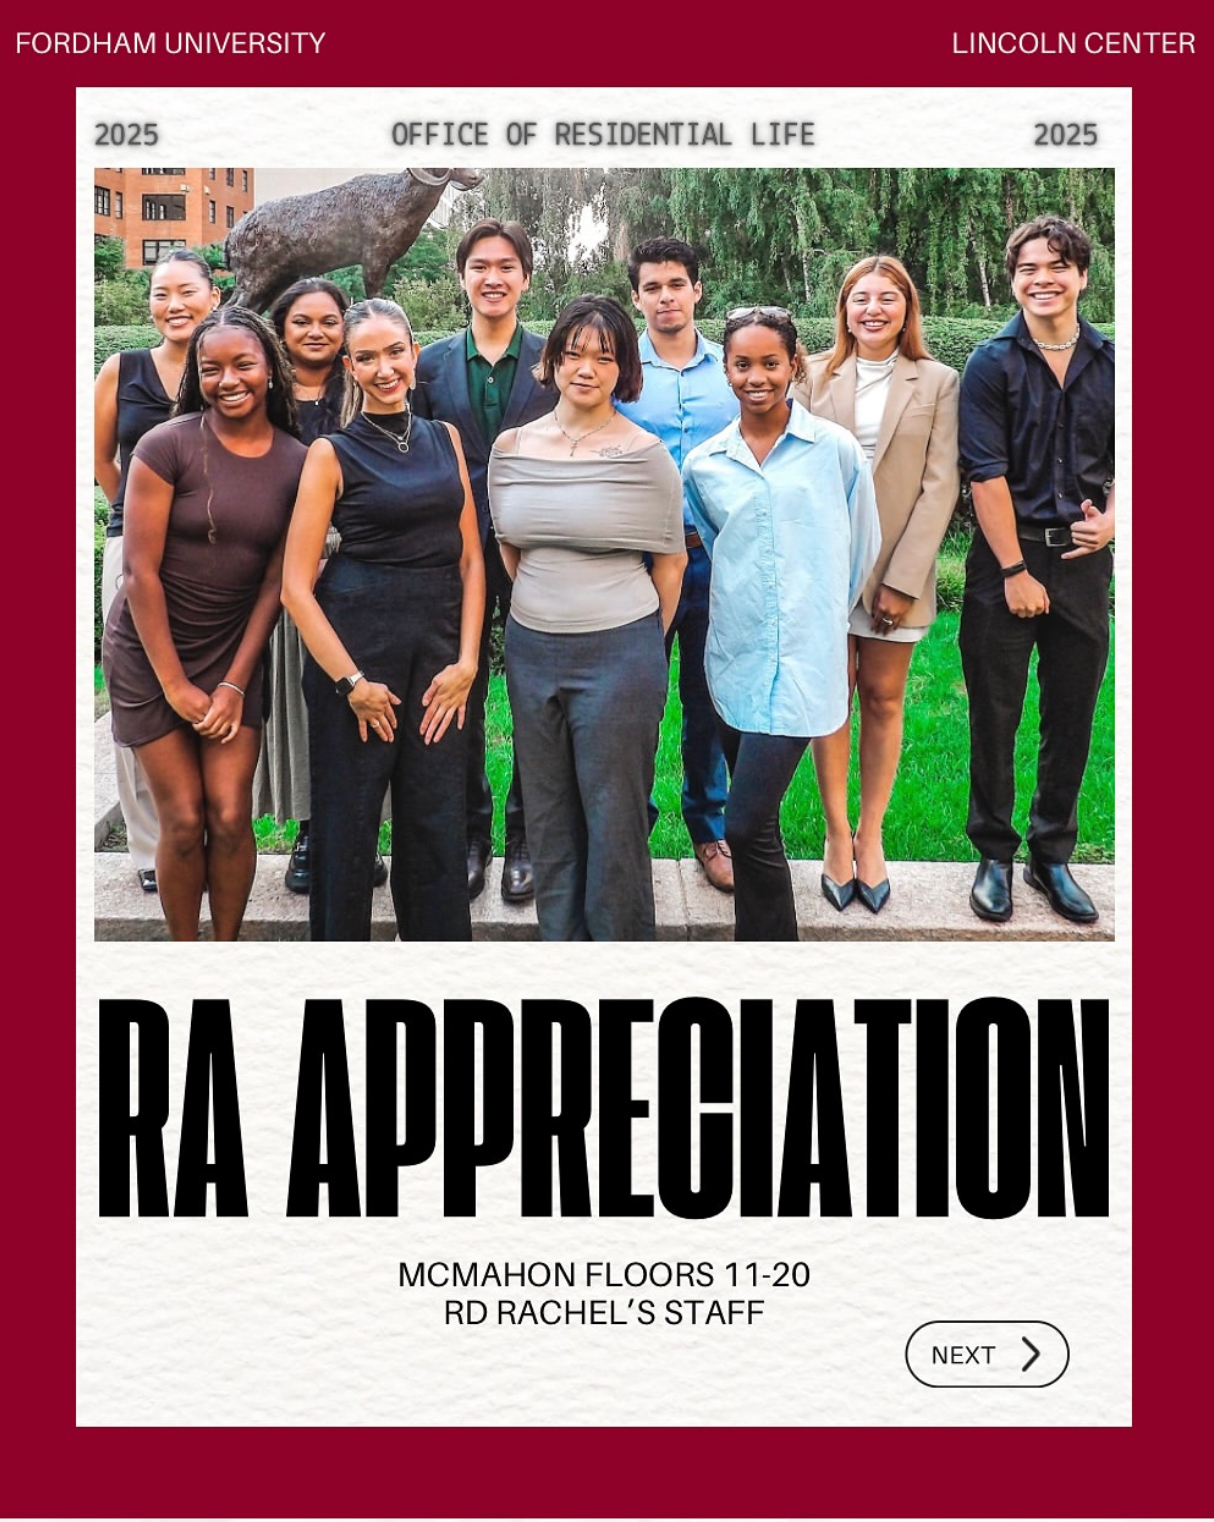 FORDHAM UNIVERSITY LINCOLN CENTER
2025 OFFICE OF RESIDENTIAL LIFE 2025
RA APPRECIATION
MCMAHON FLOORS 11-20
RD RACHEL’S STAFF
NEXT